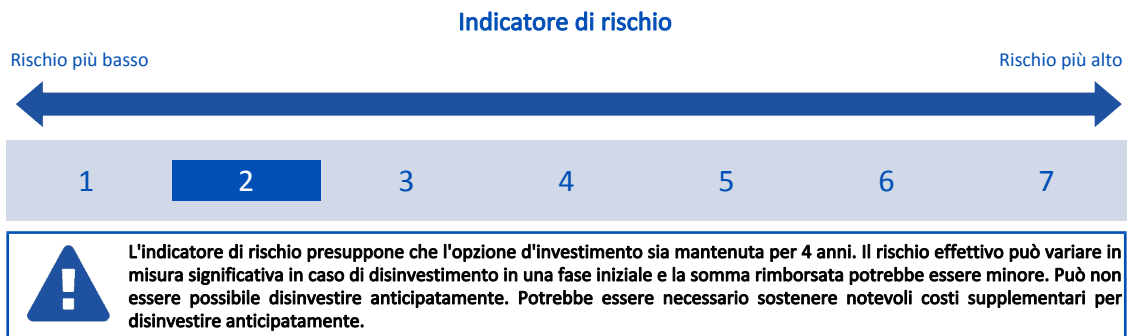 Indicatore di rischio
Rischio più basso
Rischio più alto
1 2 3 4 5 6 7
L'indicatore di rischio presuppone che l'opzione d'investimento sia mantenuta per 4 anni. Il rischio effettivo può variare in
misura significativa in caso di disinvestimento in una fase iniziale e la somma rimborsata potrebbe essere minore. Può non
essere possibile disinvestire anticipatamente. Potrebbe essere necessario sostenere notevoli costi supplementari per
disinvestire anticipatamente.